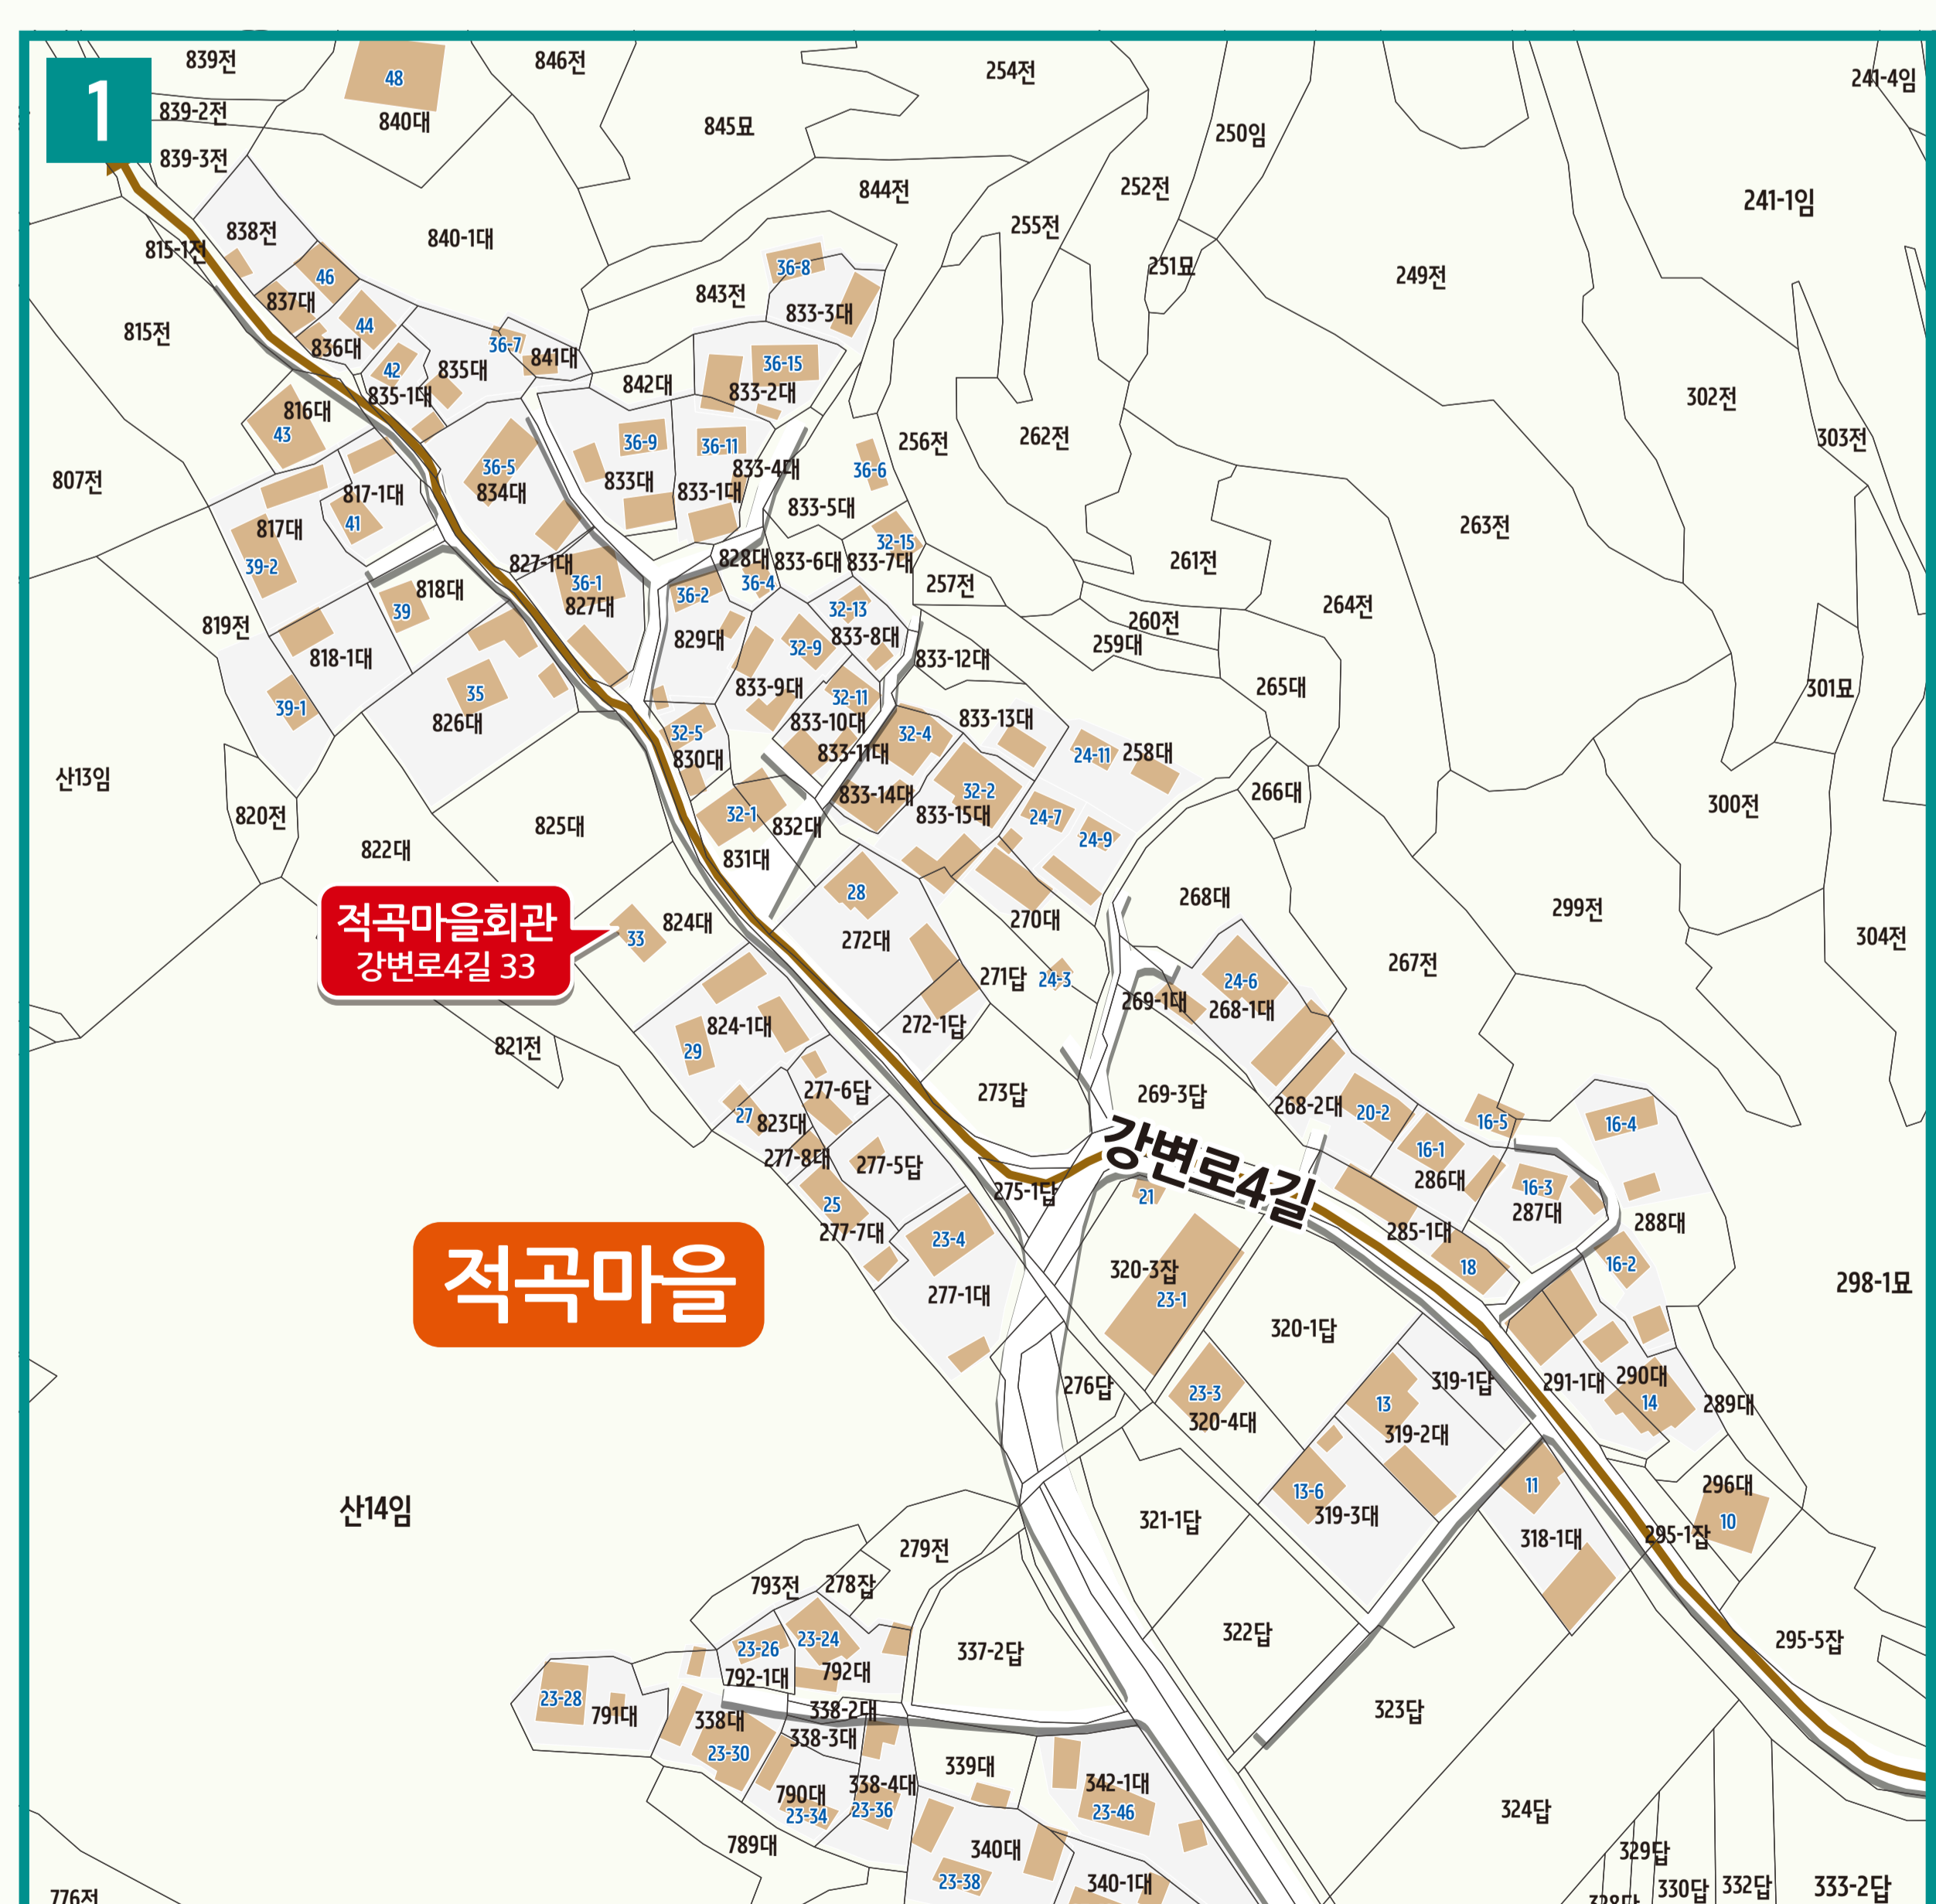 1
839전
48
846전
254전
241-4임
839-2전
840대
845묘
250임
839-3전
844전
252전
241-1임
838전
840-1대
255전
815-1전
46
36-8
251묘
249전
837대
843전
833-3대
44
815전
836대
36-7
841대
36-15
42
835대
842대
833-2대
835-1대
302전
816대
43
36-9
36-11
256전
262전
303전
36-5
833-4대
36-6
807전
834대
833대
833-1대
817-1대
833-5대
41
817대
263전
39-2
827-1대
828대
833-6대
32-15
833-7대
261전
36-1
36-4
257전
818대
39
827대
36-2
32-13
264전
819전
829대
833-8대
260전
259대
32-9
818-1대
833-12대
833-9대
265대
301묘
35
39-1
826대
32-11
833-10대
833-13대
32-5
32-4
830대
833-11대
24-11
258대
산13임
833-14대
32-2
266대
300전
820전
32-1
832대
833-15대
24-7
825대
24-9
822대
831대
28
268대
299전
적곡마을회관
강변로4길 33
33
824대
272대
270대
304전
267전
271답
24-3
24-6
269-1대
268-1대
824-1대
272-1답
821전
29
277-6답
273답
269-3답
268-2대
27
823대
20-2
16-5
16-4
강변로4길
16-1
277-8대
277-5답
286대
275-1답
21
16-3
25
287대
277-7대
23-4
285-1대
288대
적곡마을
320-3잡
18
16-2
298-1묘
277-1대
23-1
320-1답
276답
23-3
319-1답
291-1대
290대
13
14
289대
320-4대
319-2대
산14임
13-6
11
296대
319-3대
321-1답
10
318-1대
295-1잡
279전
793전
278잡
23-26
23-24
322답
295-5잡
337-2답
792-1대
792대
23-28
791대
338대
338-2대
323답
338-3대
23-30
339대
790대
338-4대
342-1대
23-34
23-36
23-46
324답
789대
340대
329답
23-38
340-1대
330답
332답
333-2답
776전
328답